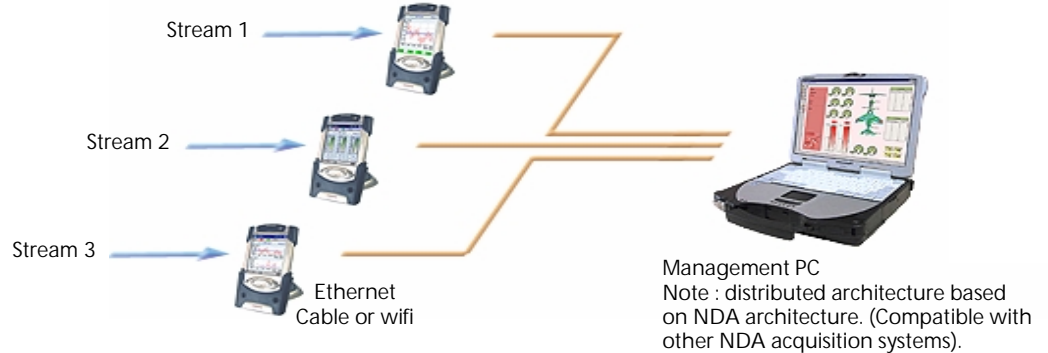 Stream 1
Stream 2
Stream 3
Ethernet
Cable or wifi
Management PC
Note : distributed architecture based
on NDA architecture. (Compatible with
other NDA acquisition systems).